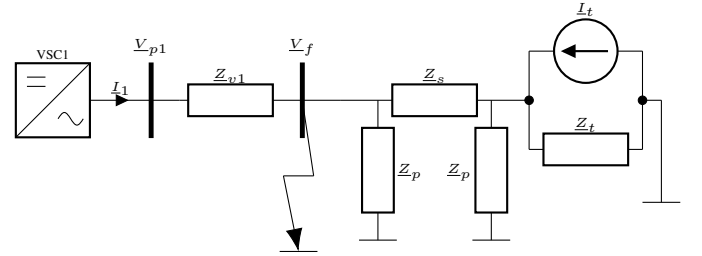 I_t
VSC1
V_p1
V_f
I_1
Z_v1
Z_s
Z_t
Z_p
Z_p